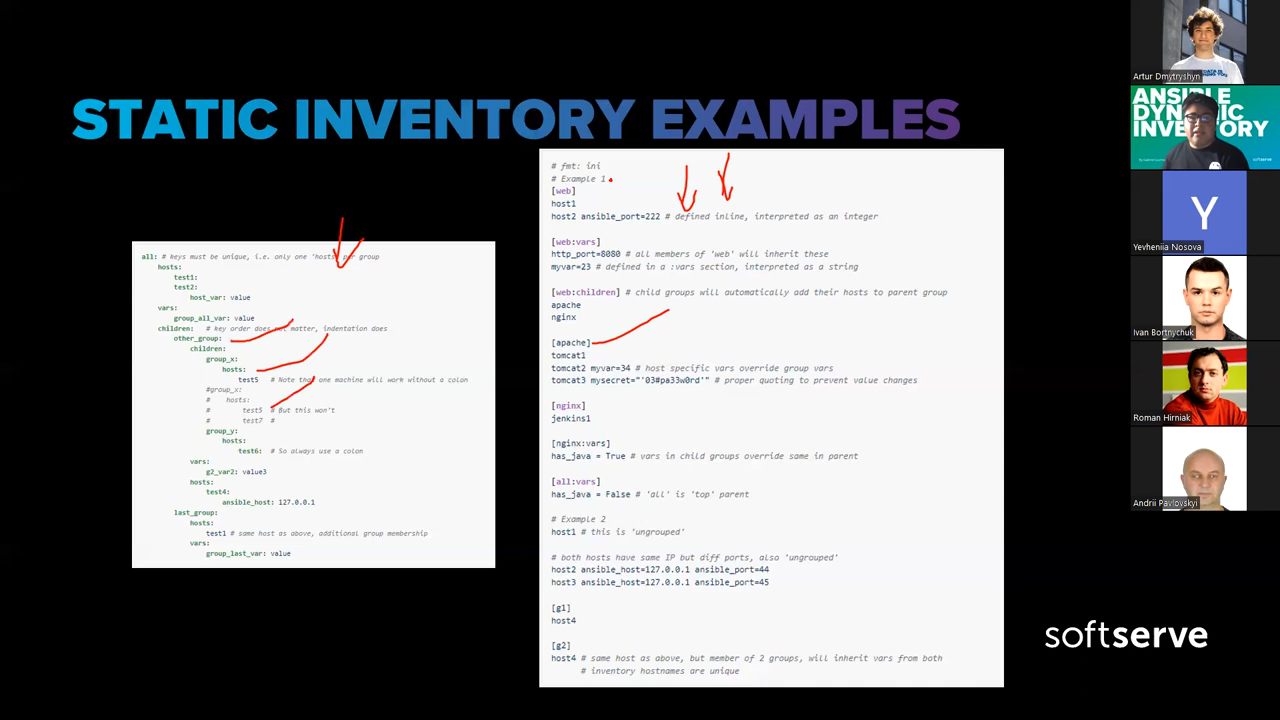 STATIC INVENTORY EXAMPLES
all: # keys must be unique, i.e. only one 'hosts' per group
hosts:
test1:
test2:
host_var: value
vars:
group_all_var: value
children: # key order does not matter, indentation does
other_group:
children:
group_x:
hosts:
test5 # Note that one machine will work without a colon
#group_x:
# hosts:
# test5 # But this won't
# test7 #
group_y:
hosts:
test6: # So always use a colon
vars:
g2_var2: value3
hosts:
test4:
ansible_host: 127.0.0.1
last_group:
hosts:
test1 # same host as above, additional group membership
vars:
group_last_var: value
# fmt: ini
# Example 1
[web]
host1
host2 ansible_port=222 # defined inline, interpreted as an integer
[web:vars]
http_port=8080 # all members of 'web' will inherit these
myvar=23 # defined in a :vars section, interpreted as a string
[web:children] # child groups will automatically add their hosts to parent group
apache
nginx
[apache]
tomcat1
tomcat2 myvar=34 # host specific vars override group vars
tomcat3 mysecret="'03#pa33w0rd'" # proper quoting to prevent value changes
[nginx]
jenkins1
[nginx:vars]
has_java = True # vars in child groups override same in parent
[all:vars]
has_java = False # 'all' is 'top' parent
# Example 2
host1 # this is 'ungrouped'
# both hosts have same IP but diff ports, also 'ungrouped'
host2 ansible_host=127.0.0.1 ansible_port=44
host3 ansible_host=127.0.0.1 ansible_port=45
[g1]
host4
[g2]
host4 # same host as above, but member of 2 groups, will inherit vars from both
# inventory hostnames are unique
softserve
Artur Dmytryshyn
ANSIBLE
DYNAMIC
INVENTORY
Y
Yevheniia Nosova
Ivan Bortnychuk
Roman Hirniak
Andrii Pavlovskyi